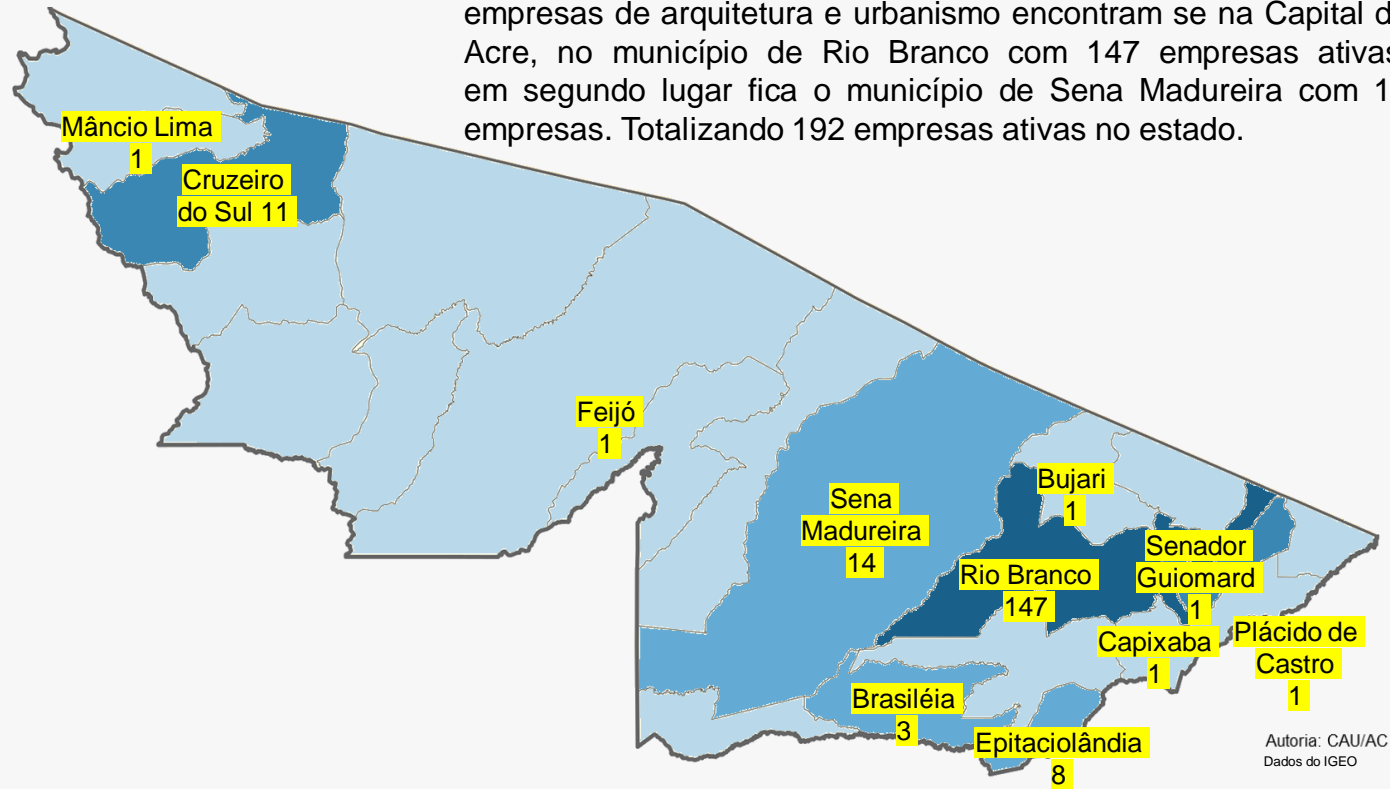 empresas de arquitetura e urbanismo encontram se na Capital d
Acre, no município de Rio Branco com 147 empresas ativas
em segundo lugar fica o município de Sena Madureira com 1
empresas. Totalizando 192 empresas ativas no estado.
Mâncio Lima
1
Cruzeiro
do Sul 11
Feijó
1
Sena
Madureira
14
Bujari
1
Rio Branco
147
Senador
Guiomard
1
Capixaba
1
Plácido de
Castro
1
Brasiléia
3
Epitaciolândia
8
Autoria: CAU/AC
Dados do IGEO